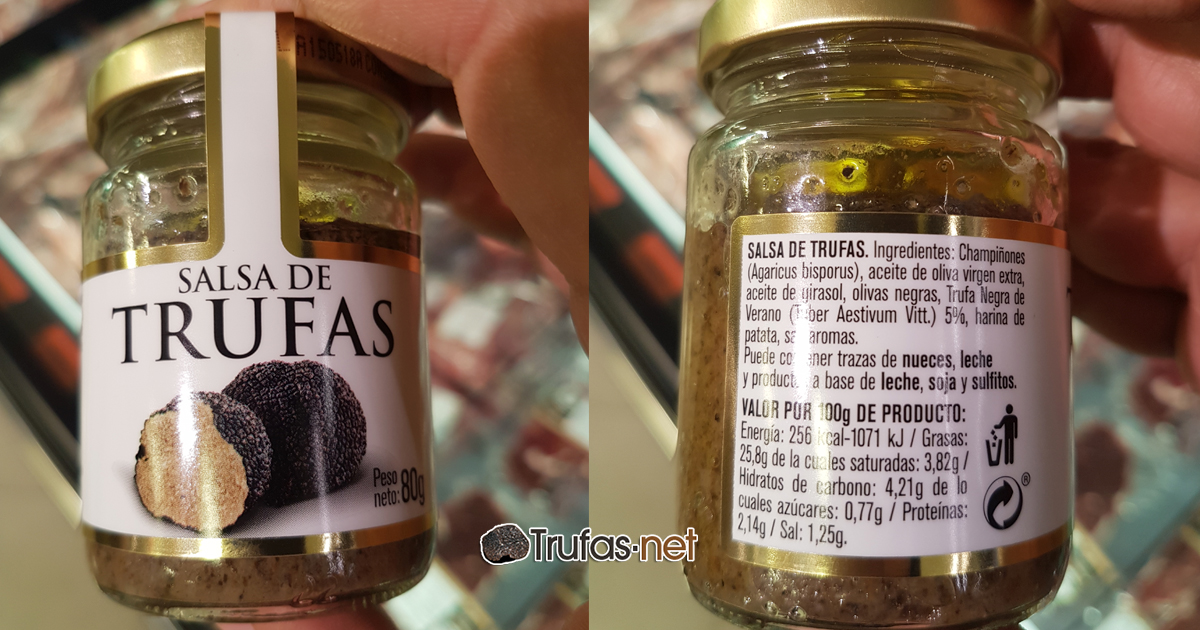 SALSA DE
TRUFAS
Peso
neto: 80g
SALSA DE TRUFAS. Ingredientes: Champiñones
(Agaricus bisporus), aceite de oliva virgen extra,
aceite de girasol, olivas negras, Trufa Negra de
Verano (Tuber Aestivum Vitt.) 5%, harina de
patata, sal, aromas.
Puede contener trazas de nueces, leche
y productos a base de leche, soja y sulfitos.
VALOR POR 100g DE PRODUCTO:
Energía: 256 kcal-1071 kJ / Grasas:
25,8g de la cuales saturadas: 3,82g /
Hidratos de carbono: 4,21g de lo
cuales azúcares: 0,77g / Proteínas:
2,14g / Sal: 1,25g.
®
Trufas.net